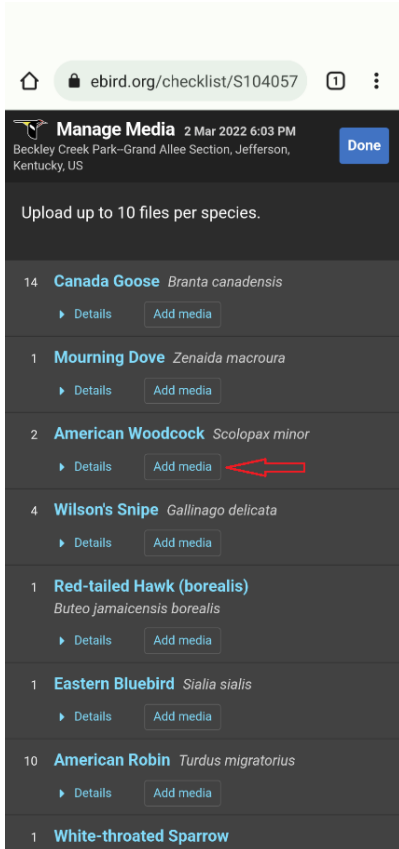 ebird.org/checklist/S104057
1
Manage Media 2 Mar 2022 6:03 PM
Beckley Creek Park--Grand Allee Section, Jefferson,
Kentucky, US
Done
Upload up to 10 files per species.
14 Canada Goose Branta canadensis
Details Add media
1 Mourning Dove Zenaida macroura
Details Add media
2 American Woodcock Scolopax minor
Details Add media
4 Wilson's Snipe Gallinago delicata
Details Add media
1 Red-tailed Hawk (borealis)
Buteo jamaicensis borealis
Details Add media
1 Eastern Bluebird Sialia sialis
Details Add media
10 American Robin Turdus migratorius
Details Add media
1 White-throated Sparrow